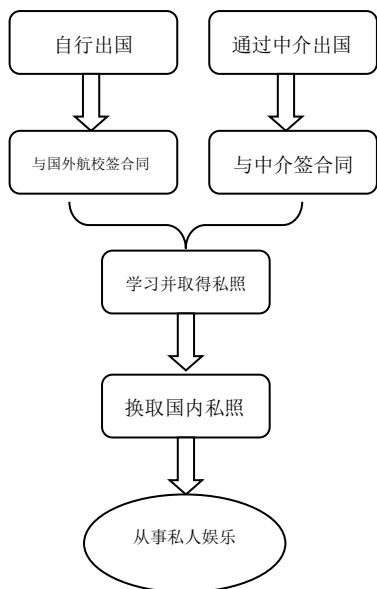 自行出国
通过中介出国
与国外航校签合同
与中介签合同
学习并取得私照
换取国内私照
从事私人娱乐